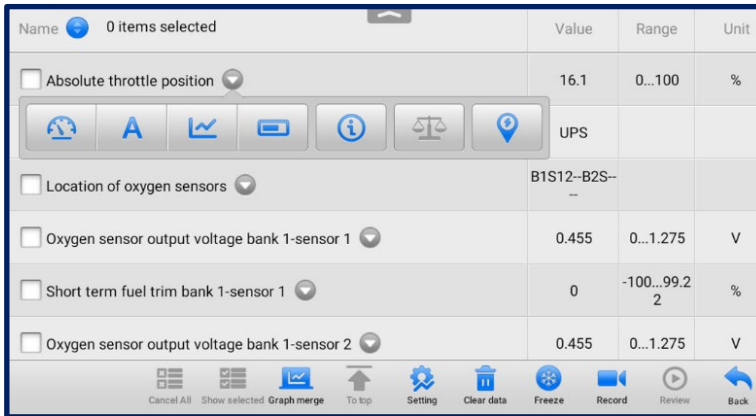 Name 0 items selected Value Range Unit
Absolute throttle position 16.1 0...100 %
A
UPS
Location of oxygen sensors B1S12--B2S--
--
Oxygen sensor output voltage bank 1-sensor 1 0.455 0...1.275 V
Short term fuel trim bank 1-sensor 1 0 -100...99.2
2 %
Oxygen sensor output voltage bank 1-sensor 2 0.455 0...1.275 V
Cancel All Show selected Graph merge To top Setting Clear data Freeze Record Review Back